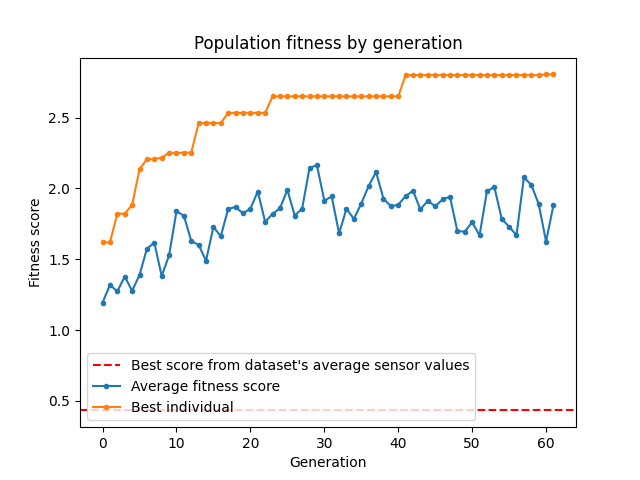 Population fitness by generation
Fitness score
2.5
2.0
1.5
1.0
0.5
Best score from dataset's average sensor values
Average fitness score
Best individual
0 10 20 30 40 50 60
Generation